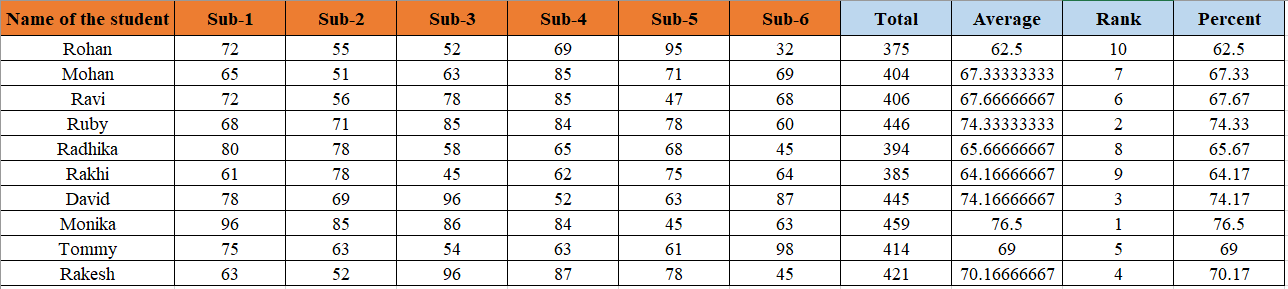 Name of the student Sub-1 Sub-2 Sub-3 Sub-4 Sub-5 Sub-6 Total Average Rank Percent
Rohan 72 55 52 69 95 32 375 62.5 10 62.5
Mohan 65 51 63 85 71 69 404 67.33333333 7 67.33
Ravi 72 56 78 85 47 68 406 67.66666667 6 67.67
Ruby 68 71 85 84 78 60 446 74.33333333 2 74.33
Radhika 80 78 58 65 68 45 394 65.66666667 8 65.67
Rakhi 61 78 45 62 75 64 385 64.16666667 9 64.17
David 78 69 96 52 63 87 445 74.16666667 3 74.17
Monika 96 85 86 84 45 63 459 76.5 1 76.5
Tommy 75 63 54 63 61 98 414 69 5 69
Rakesh 63 52 96 87 78 45 421 70.16666667 4 70.17